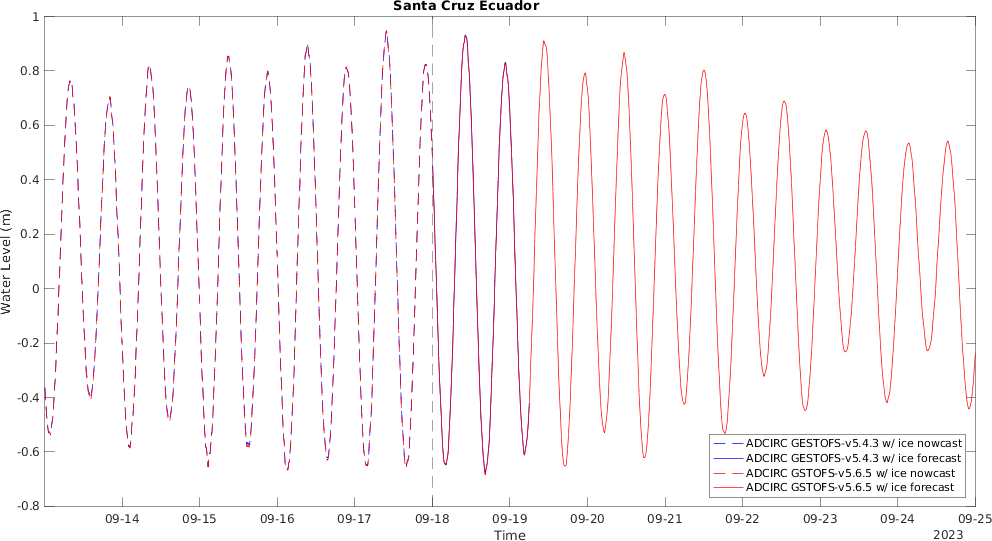 Santa Cruz Ecuador
1
0.8
0.6
0.4
0.2
0
-0.2
-0.4
-0.6
-0.8
Water Level (m)
ADCIRC GESTOFS-v5.4.3 w/ ice nowcast
ADCIRC GESTOFS-v5.4.3 w/ ice forecast
ADCIRC GSTOFS-v5.6.5 w/ ice nowcast
ADCIRC GSTOFS-v5.6.5 w/ ice forecast
09-14 09-15 09-16 09-17 09-18 09-19 09-20 09-21 09-22 09-23 09-24 09-25
Time
2023